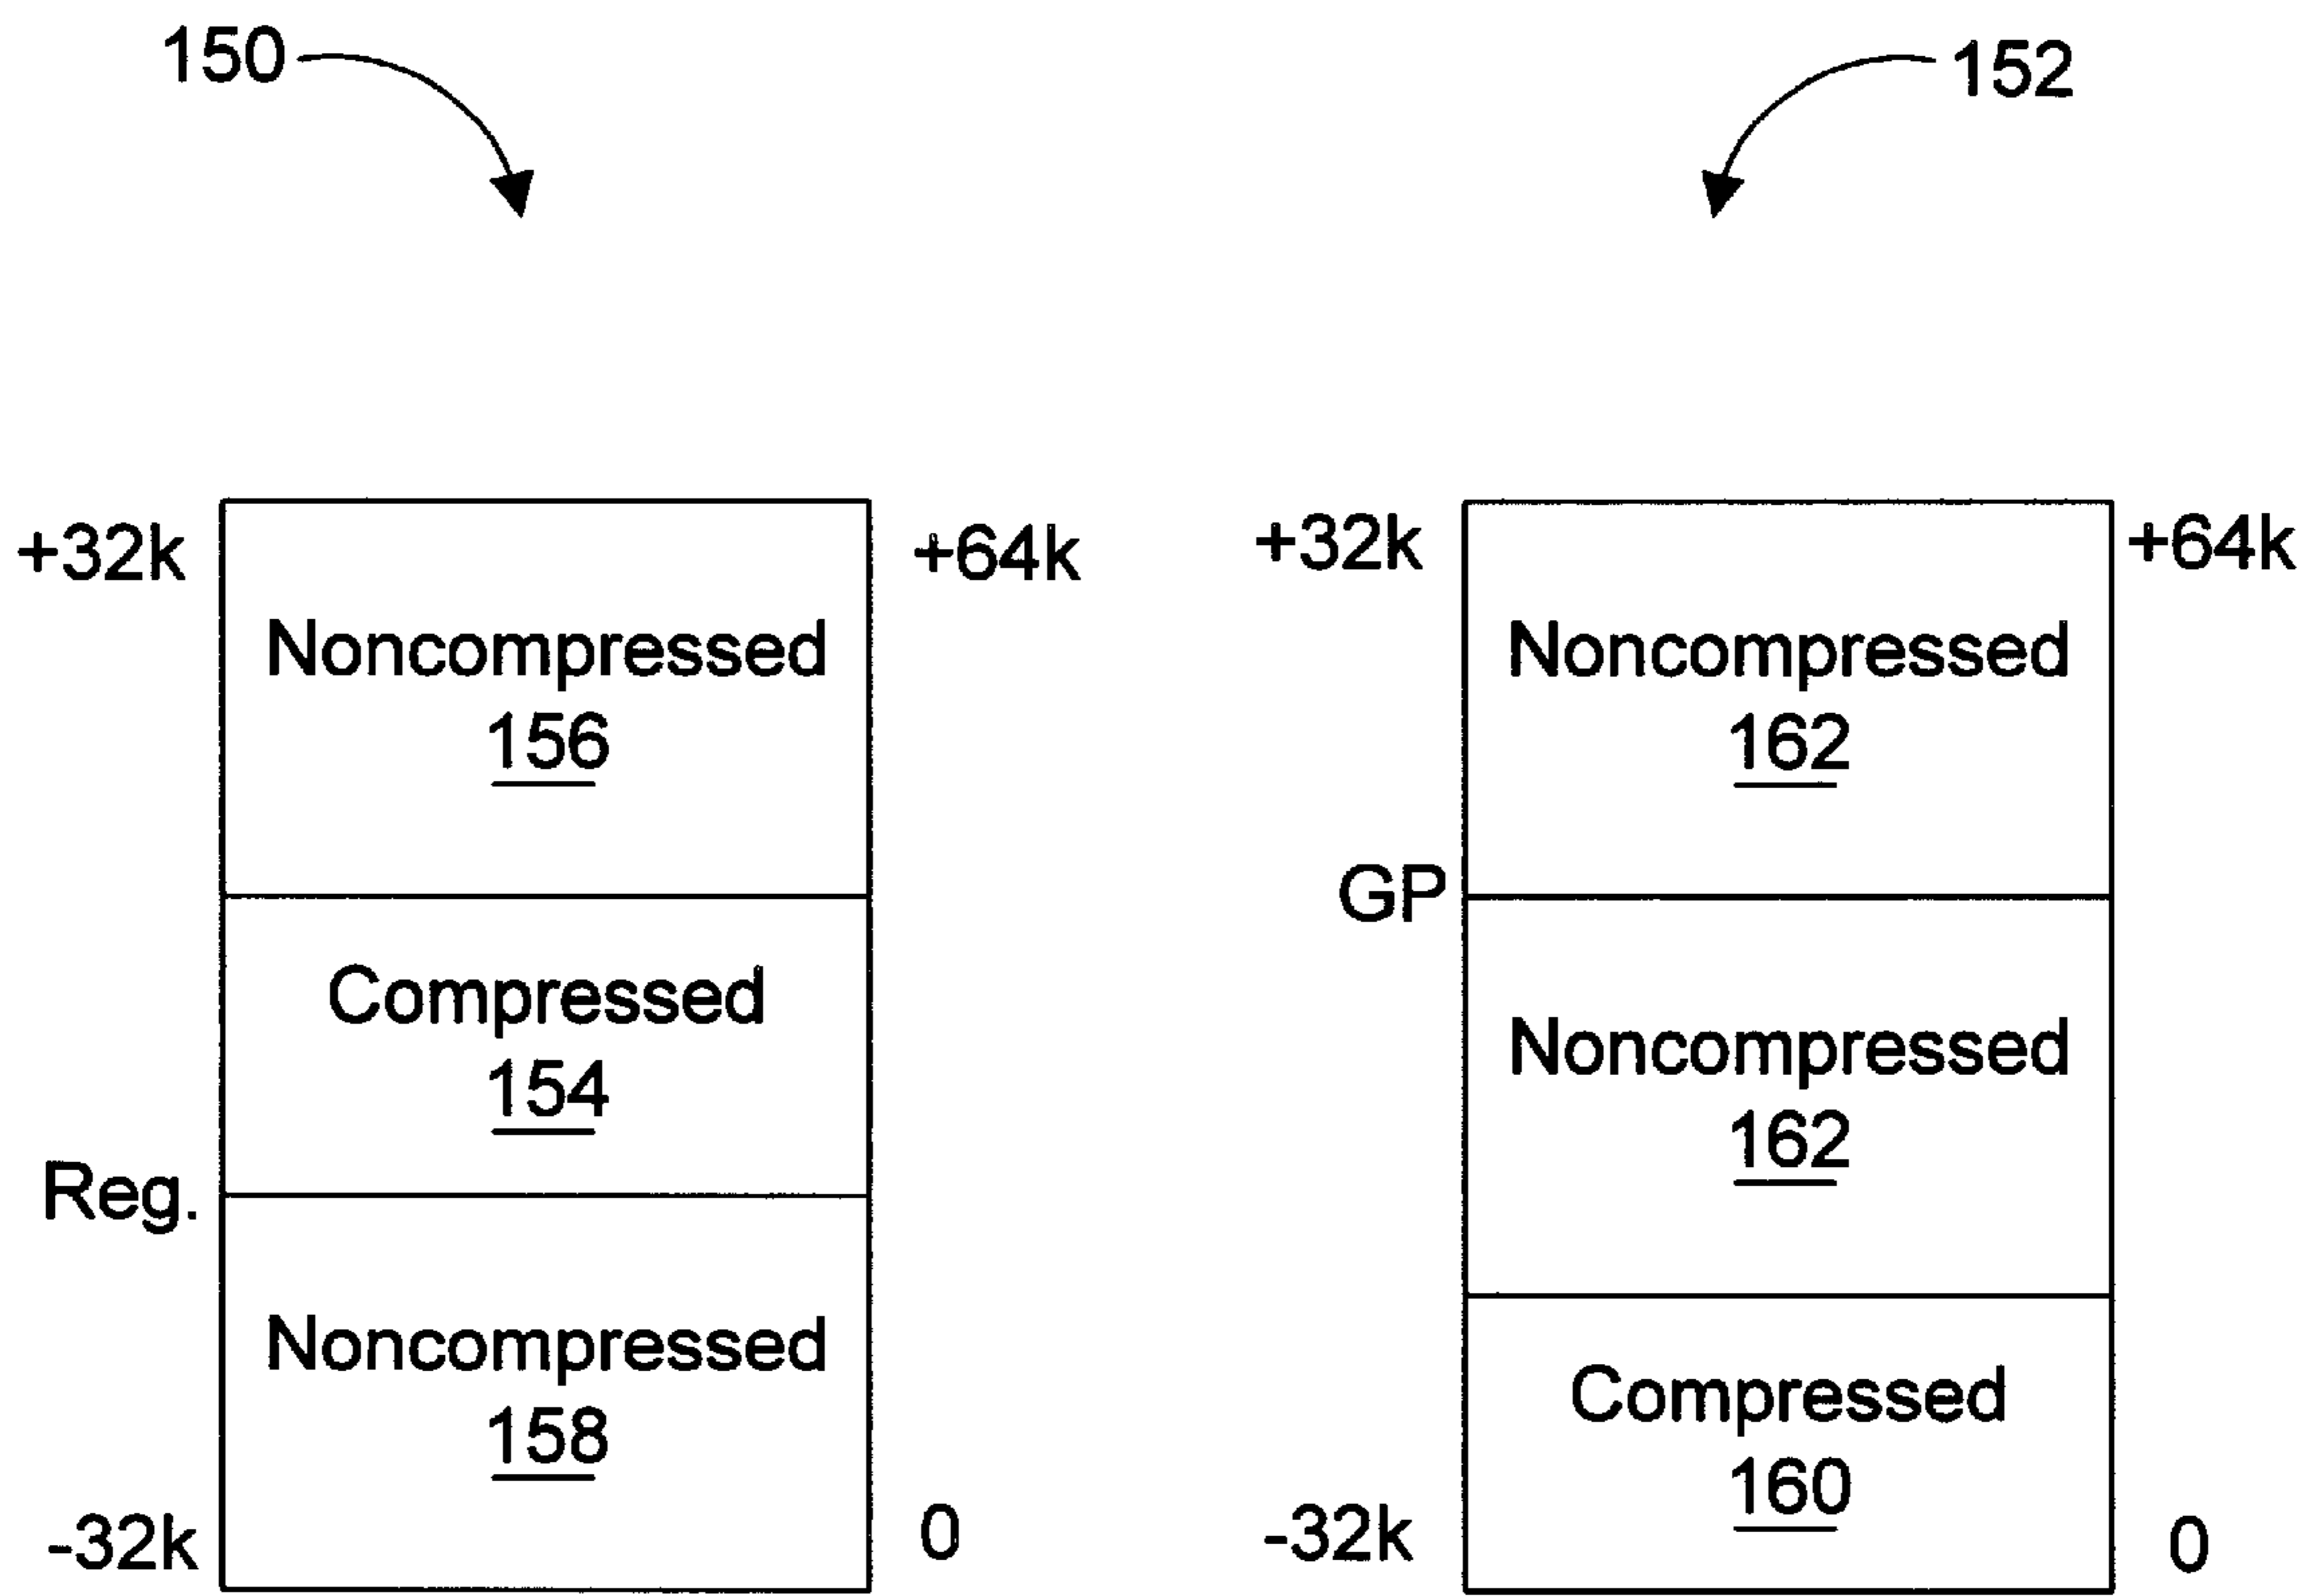 150
152
+32k
+64k
Noncompressed
156
Compressed
154
Reg.
Noncompressed
158
-32k
0
+32k
+64k
Noncompressed
162
GP
Noncompressed
162
Compressed
160
-32k
0